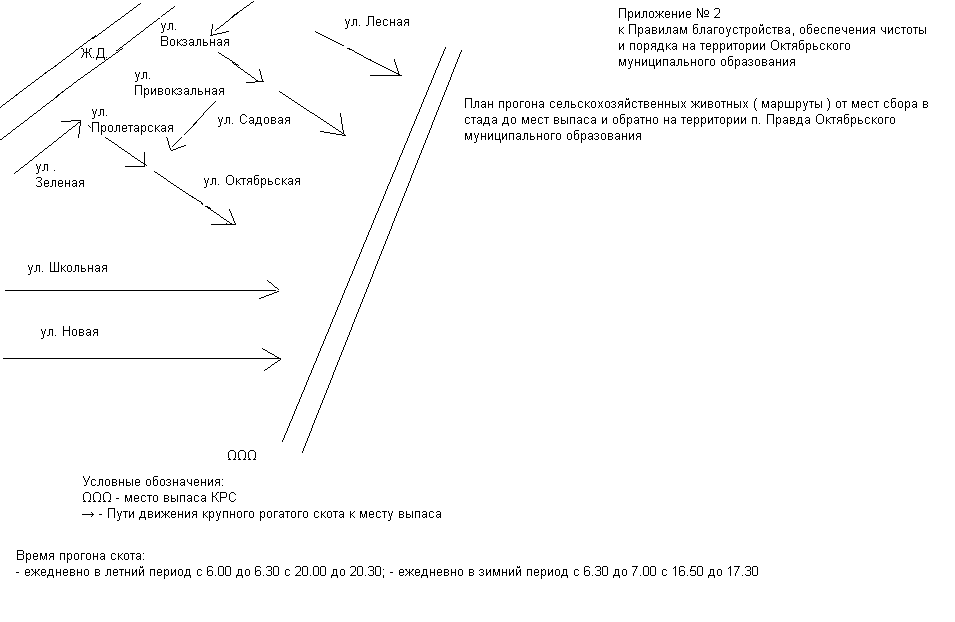 Приложение № 2
к Правилам благоустройства, обеспечения чистоты
и порядка на территории Октябрьского
муниципального образования
План прогона сельскохозяйственных животных ( маршруты ) от мест сбора в
стада до мест выпаса и обратно на территории п. Правда Октябрьского
муниципального образования
ул. Лесная
ул.
Вокзальная
Ж.Д.
ул.
Привокзальная
ул.
Пролетарская
ул. Садовая
ул .
Зеленая
ул. Октябрьская
ул. Школьная
ул. Новая
ΩΩΩ
Условные обозначения:
ΩΩΩ - место выпаса КРС
→ - Пути движения крупного рогатого скота к месту выпаса
Время прогона скота:
- ежедневно в летний период с 6.00 до 6.30 с 20.00 до 20.30; - ежедневно в зимний период с 6.30 до 7.00 с 16.50 до 17.30